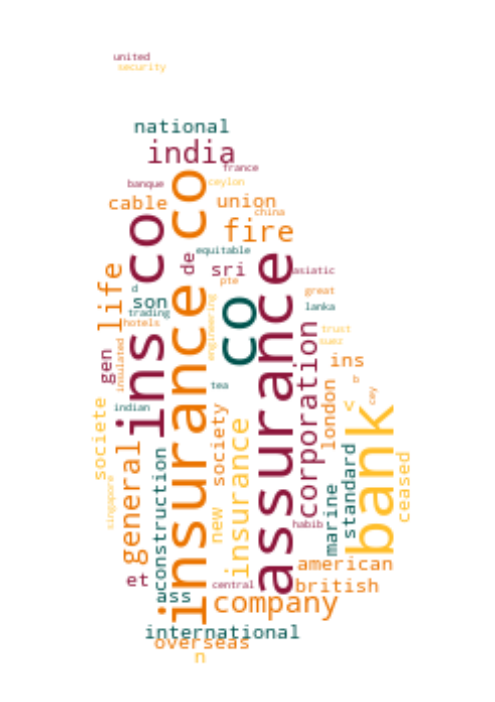 united
security
national
india
france
banque
ceylon
cable
co
union
china
ins co
fire
equitable
de
sri
asiatic
life
pte
d
son
great
co
lanka
trading
hotels
engineering
assurance
trust
suez
insurance
corporation
gen
insulated
ins
tea
b
cey
london
societe
indian
society
<
bank
general
insurance
standard
construction
ceased
singapore
new
marine
habib
american
et
a
central
british
ass
company
international
overseas
n